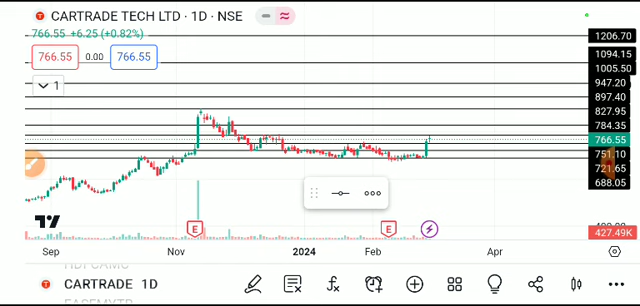 CARTRADE TECH LTD · 1D · NSE
766.55 +6.25 (+0.82%)
766.55 0.00 766.55
1
1206.70
1094.15
1005.50
947.20
897.40
827.95
784.35
766.55
751.10
721.65
688.05
427.49K
E E
Sep Nov 2024 Feb Apr
HDFCAMC
CARTRADE 1D